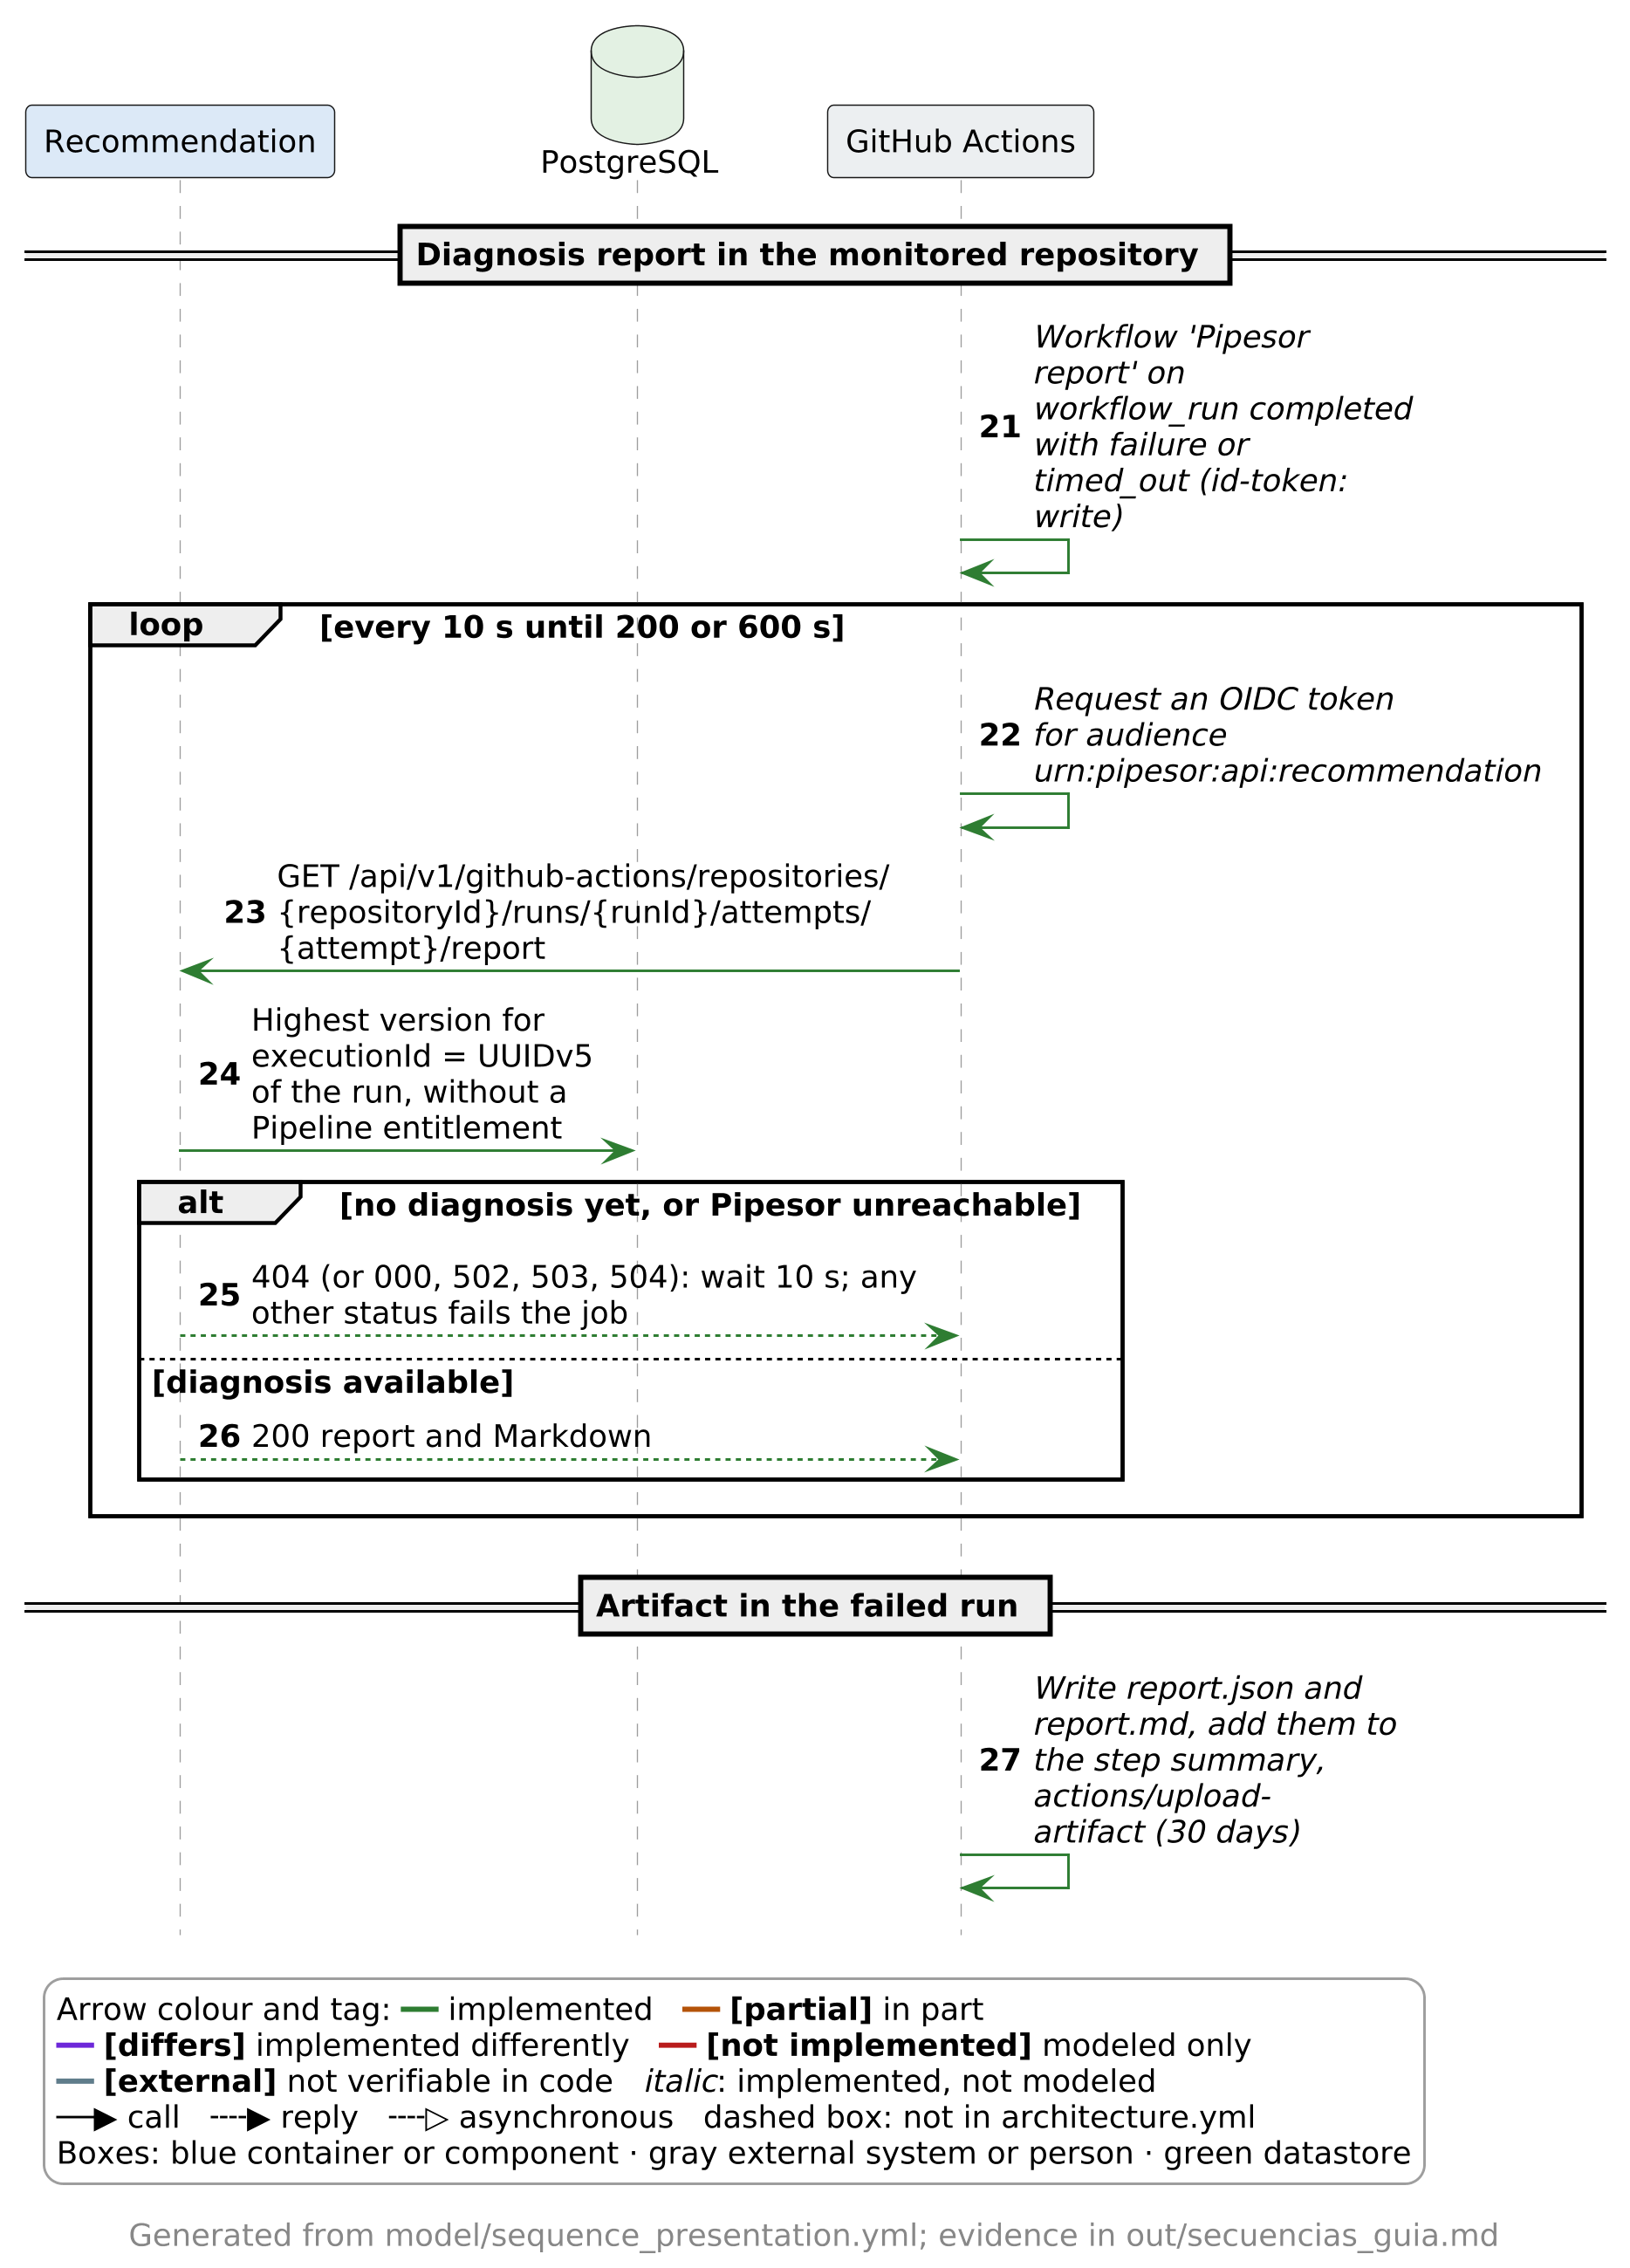 Recommendation
PostgreSQL
GitHub Actions
Diagnosis report in the monitored repository
Workflow 'Pipesor
report' on
21 workflow_run completed
with failure or
timed_out (id-token:
write)
loop [every 10 s until 200 or 600 s]
Request an OIDC token
22 for audience
urn:pipesor:api:recommendation
GET /api/v1/github-actions/repositories/
23 {repositoryId}/runs/{runId}/attempts/
{attempt}/report
Highest version for
24 executionId = UUIDv5
of the run, without a
Pipeline entitlement
alt [no diagnosis yet, or Pipesor unreachable]
25 404 (or 000, 502, 503, 504): wait 10 s; any
other status fails the job
[diagnosis available]
26 200 report and Markdown
Artifact in the failed run
Write report.json and
report.md, add them to
27 the step summary,
actions/upload-
artifact (30 days)
Arrow colour and tag: implemented [partial] in part
[differs] implemented differently [not implemented] modeled only
[external] not verifiable in code italic: implemented, not modeled
call reply asynchronous dashed box: not in architecture.yml
Boxes: blue container or component · gray external system or person · green datastore
Generated from model/sequence_presentation.yml; evidence in out/secuencias_guia.md